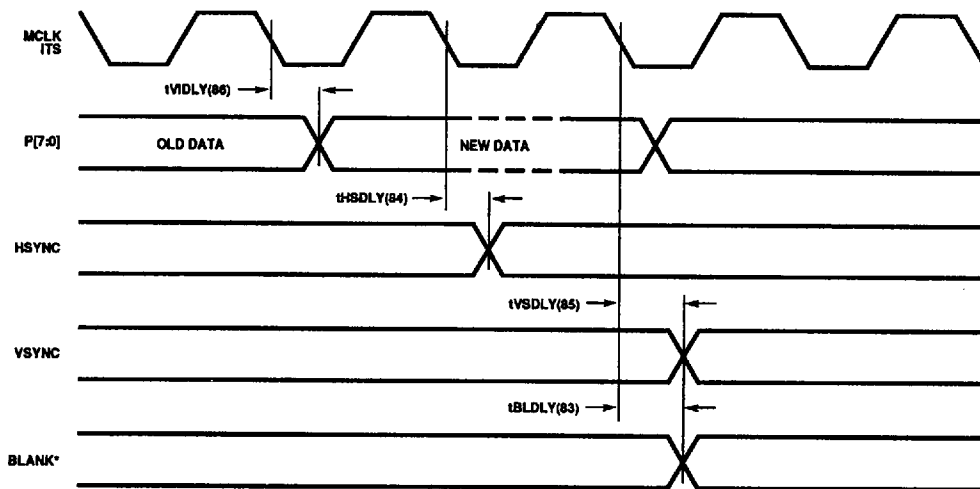 MCLK
ITS
tVIDLY(86)
P[7:0]
OLD DATA
NEW DATA
tHSDLY(84)
HSYNC
tVSDLY(85)
VSYNC
tBLDLY(83)
BLANK*